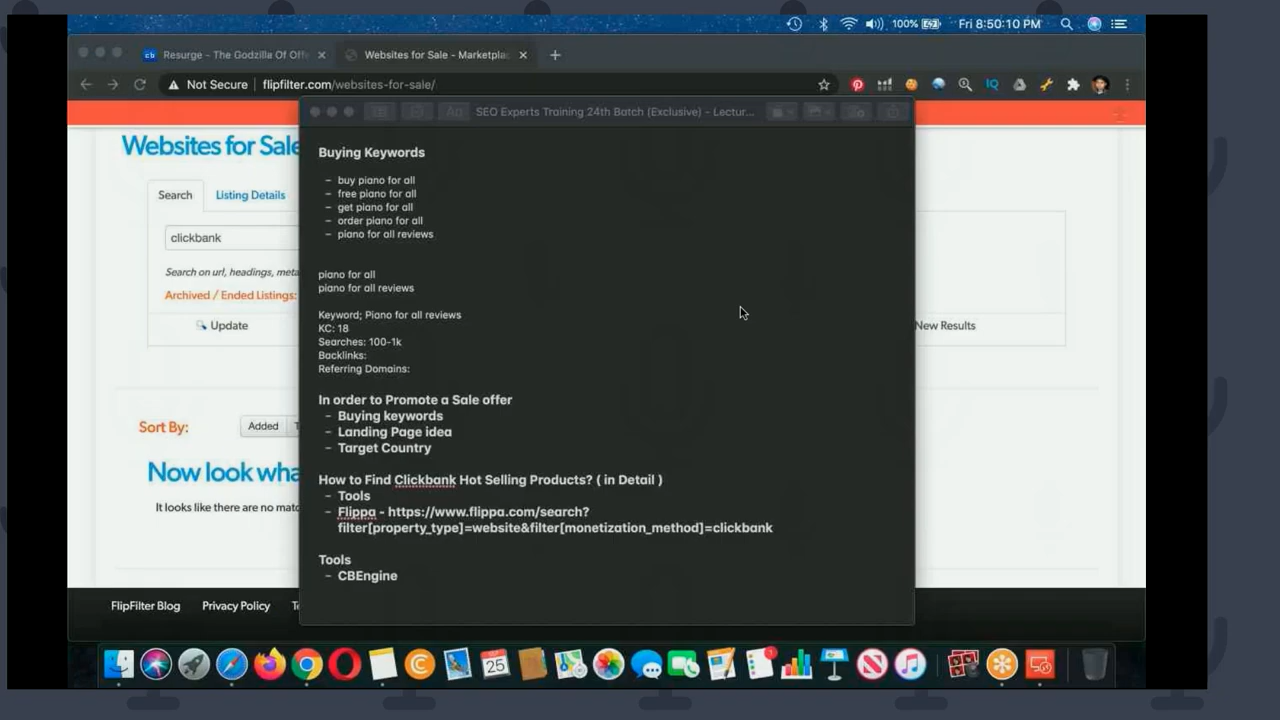 100%
Fri 8:50:10 PM
Resurge - The Godzilla Of Off
Websites for Sale - Marketpla
Not Secure
flipfilter.com/websites-for-sale/
SEO Experts Training 24th Batch (Exclusive) – Lectur...
Websites for Sale
Search
Listing Details
clickbank
Search on url, headings, meta
Archived / Ended Listings:
Update
New Results
Sort By:
Added
Now look wha
It looks like there are no mat
Buying Keywords
– buy piano for all
– free piano for all
– get piano for all
– order piano for all
– piano for all reviews
piano for all
piano for all reviews
Keyword; Piano for all reviews
KC: 18
Searches: 100-1k
Backlinks:
Referring Domains:
In order to Promote a Sale offer
– Buying keywords
– Landing Page idea
– Target Country
How to Find Clickbank Hot Selling Products? ( in Detail )
– Tools
– Flippa - https://www.flippa.com/search?
filter[property_type]=website&filter[monetization_method]=clickbank
Tools
– CBEngine
FlipFilter Blog
Privacy Policy
25